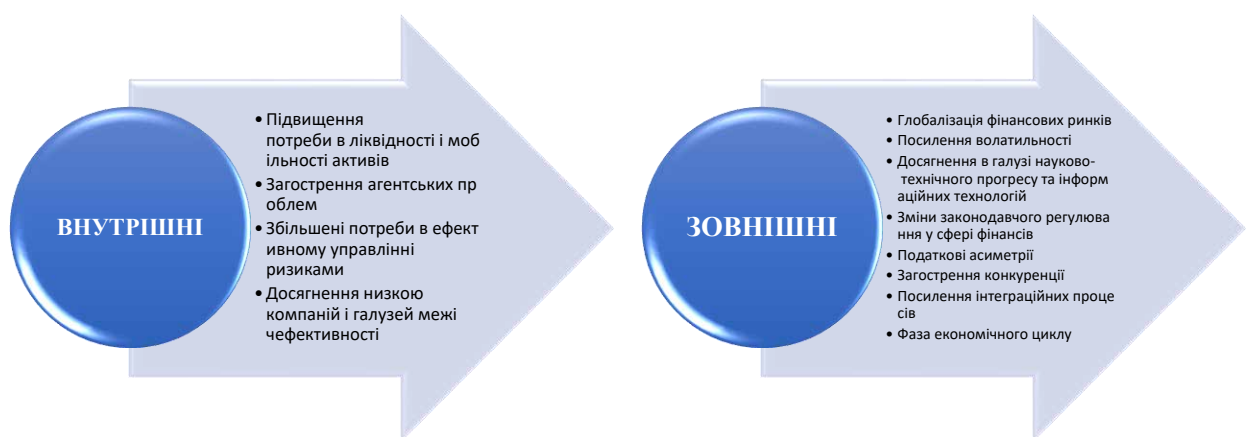 ВНУТРІШНІ
• Підвищення
потреби в ліквідності і моб
ільності активів
• Загострення агентських пр
облем
• Збільшені потреби в ефект
ивному управлінні
ризиками
• Досягнення низкою
компаній і галузей межі
чефективності
ЗОВНІШНІ
• Глобалізація фінансових ринків
• Посилення волатильності
• Досягнення в галузі науково-
технічного прогресу та інформ
аційних технологій
• Зміни законодавчого регулюва
ння у сфері фінансів
• Податкові асиметрії
• Загострення конкуренції
• Посилення інтеграційних проце
сів
• Фаза економічного циклу